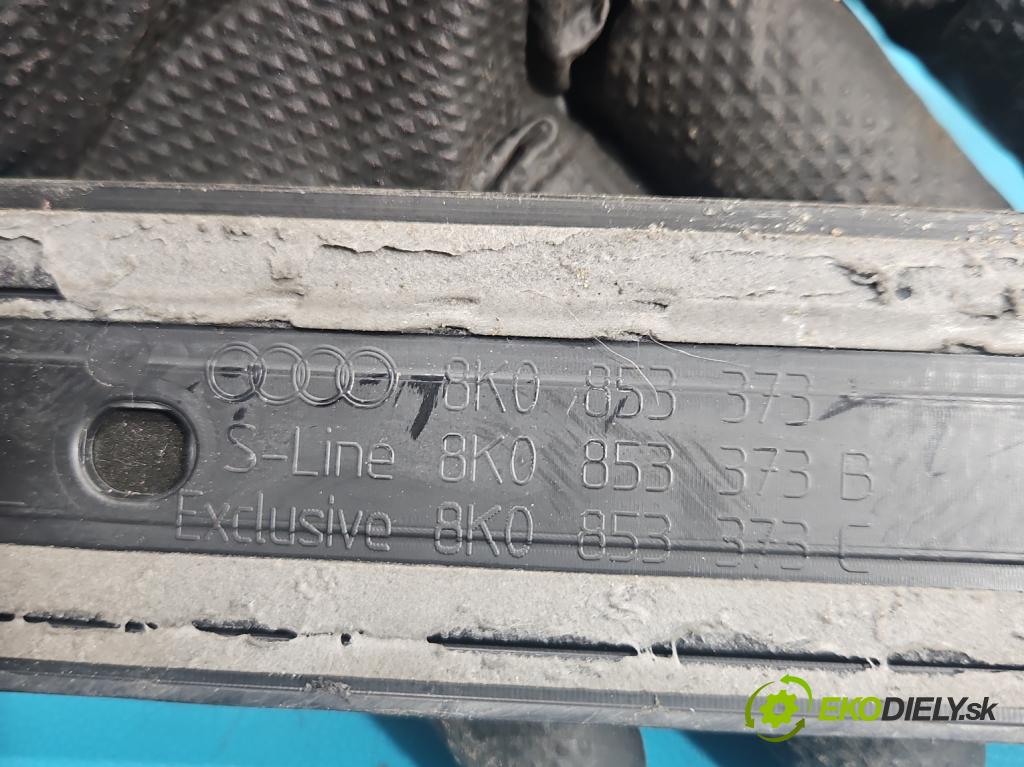 8K0 853 373
S-Line 8K0 853 373 B
Exclusive 8K0 853 373 C
EKODIELY.sk